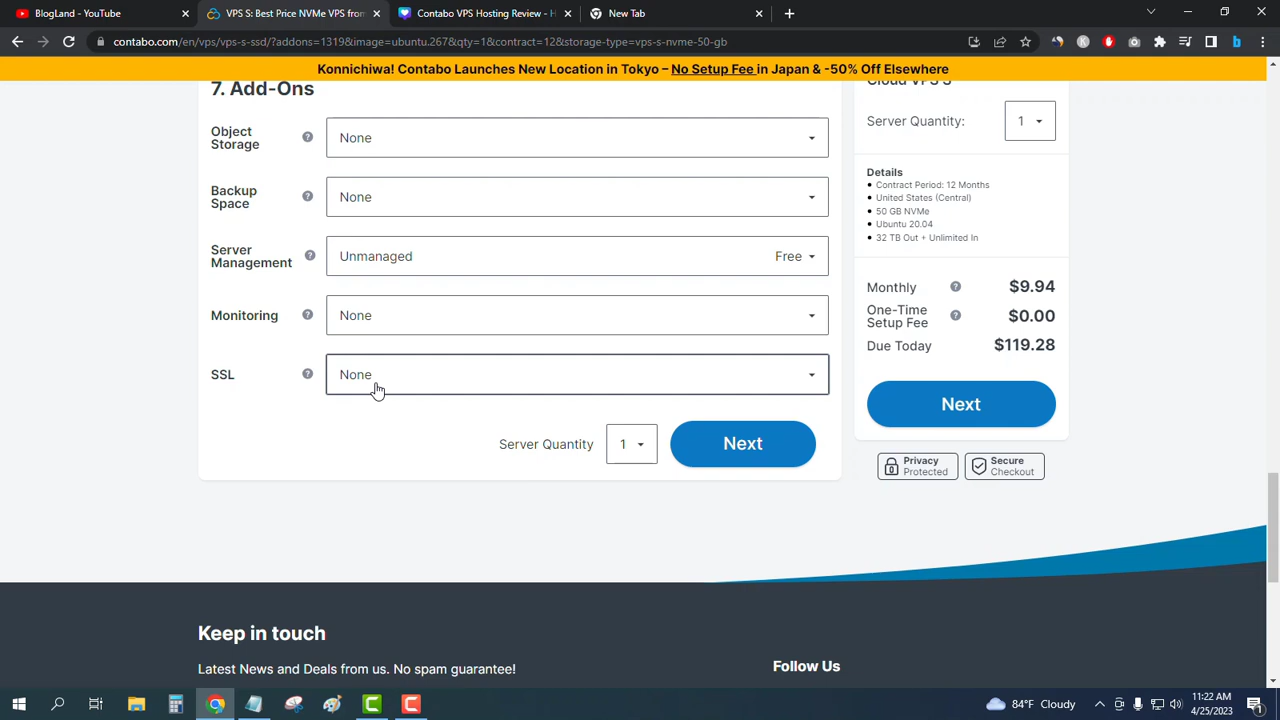 BlogLand - YouTube
VPS S: Best Price NVMe VPS from
Contabo VPS Hosting Review - H
New Tab
contabo.com/en/vps/vps-s-ssd/?addons=1319&image=ubuntu.267&qty=1&contract=12&storage-type=vps-s-nvme-50-gb
Konnichiwa! Contabo Launches New Location in Tokyo – No Setup Fee in Japan & -50% Off Elsewhere
7. Add-Ons
Object
Storage
None
Backup
Space
None
Server
Management
Unmanaged
Free
Monitoring
None
SSL
None
Server Quantity
1
Next
Cloud VPS S
Server Quantity:
1
Details
Contract Period: 12 Months
United States (Central)
50 GB NVMe
Ubuntu 20.04
32 TB Out + Unlimited In
Monthly
$9.94
One-Time
Setup Fee
$0.00
Due Today
$119.28
Next
Privacy
Protected
Secure
Checkout
Keep in touch
Latest News and Deals from us. No spam guarantee!
Follow Us
84°F Cloudy
11:22 AM
4/25/2023